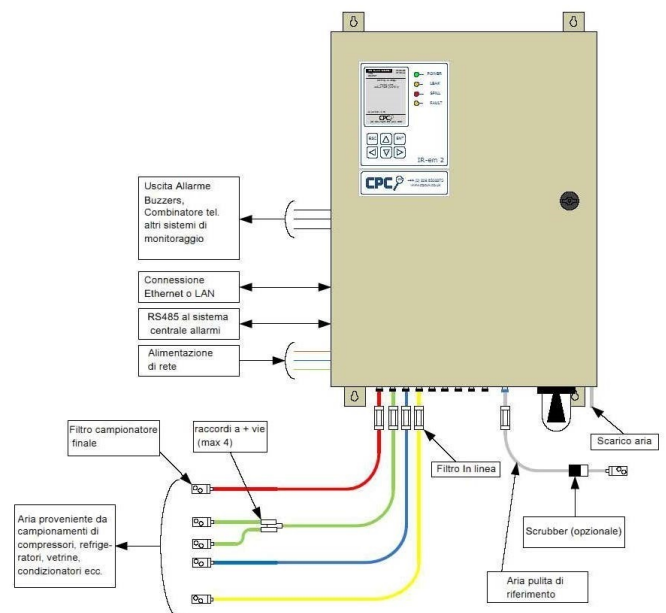 POWER
LEAK
SPILL
FAULT
CPC
ESC
ENT
IR-em 2
CPC
Uscita Allarme
Buzzers,
Combinatore tel.
altri sistemi di
monitoraggio
Connessione
Ethernet o LAN
RS485 al sistema
centrale allarmi
Alimentazione
di rete
Filtro campionatore
finale
raccordi a + vie
(max 4)
Filtro In linea
Scarico aria
Scrubber (opzionale)
Aria proveniente da
campionamenti di
compressori, refrige-
ratori, vetrine,
condizionatori ecc.
Aria pulita di
riferimento